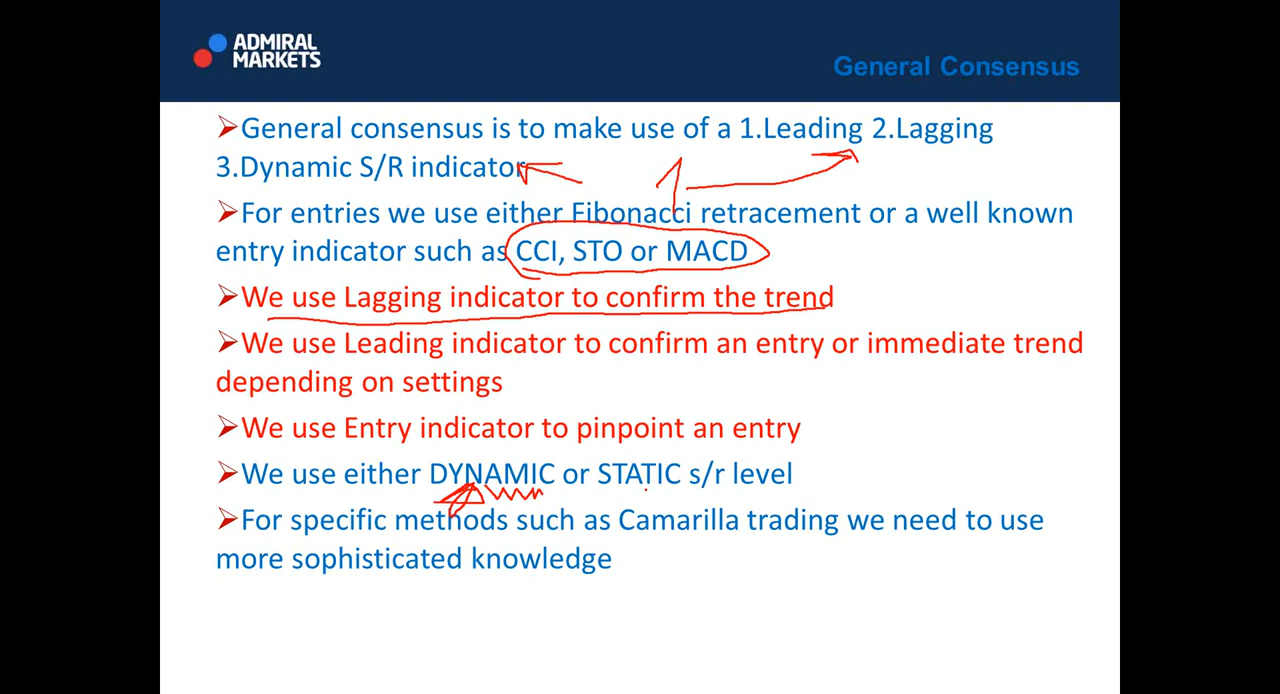 ADMIRAL
MARKETS
General Consensus
➢General consensus is to make use of a 1.Leading 2.Lagging
3.Dynamic S/R indicator
➢For entries we use either Fibonacci retracement or a well known
entry indicator such as CCI, STO or MACD
➢We use Lagging indicator to confirm the trend
➢We use Leading indicator to confirm an entry or immediate trend
depending on settings
➢We use Entry indicator to pinpoint an entry
➢We use either DYNAMIC or STATIC s/r level
➢For specific methods such as Camarilla trading we need to use
more sophisticated knowledge